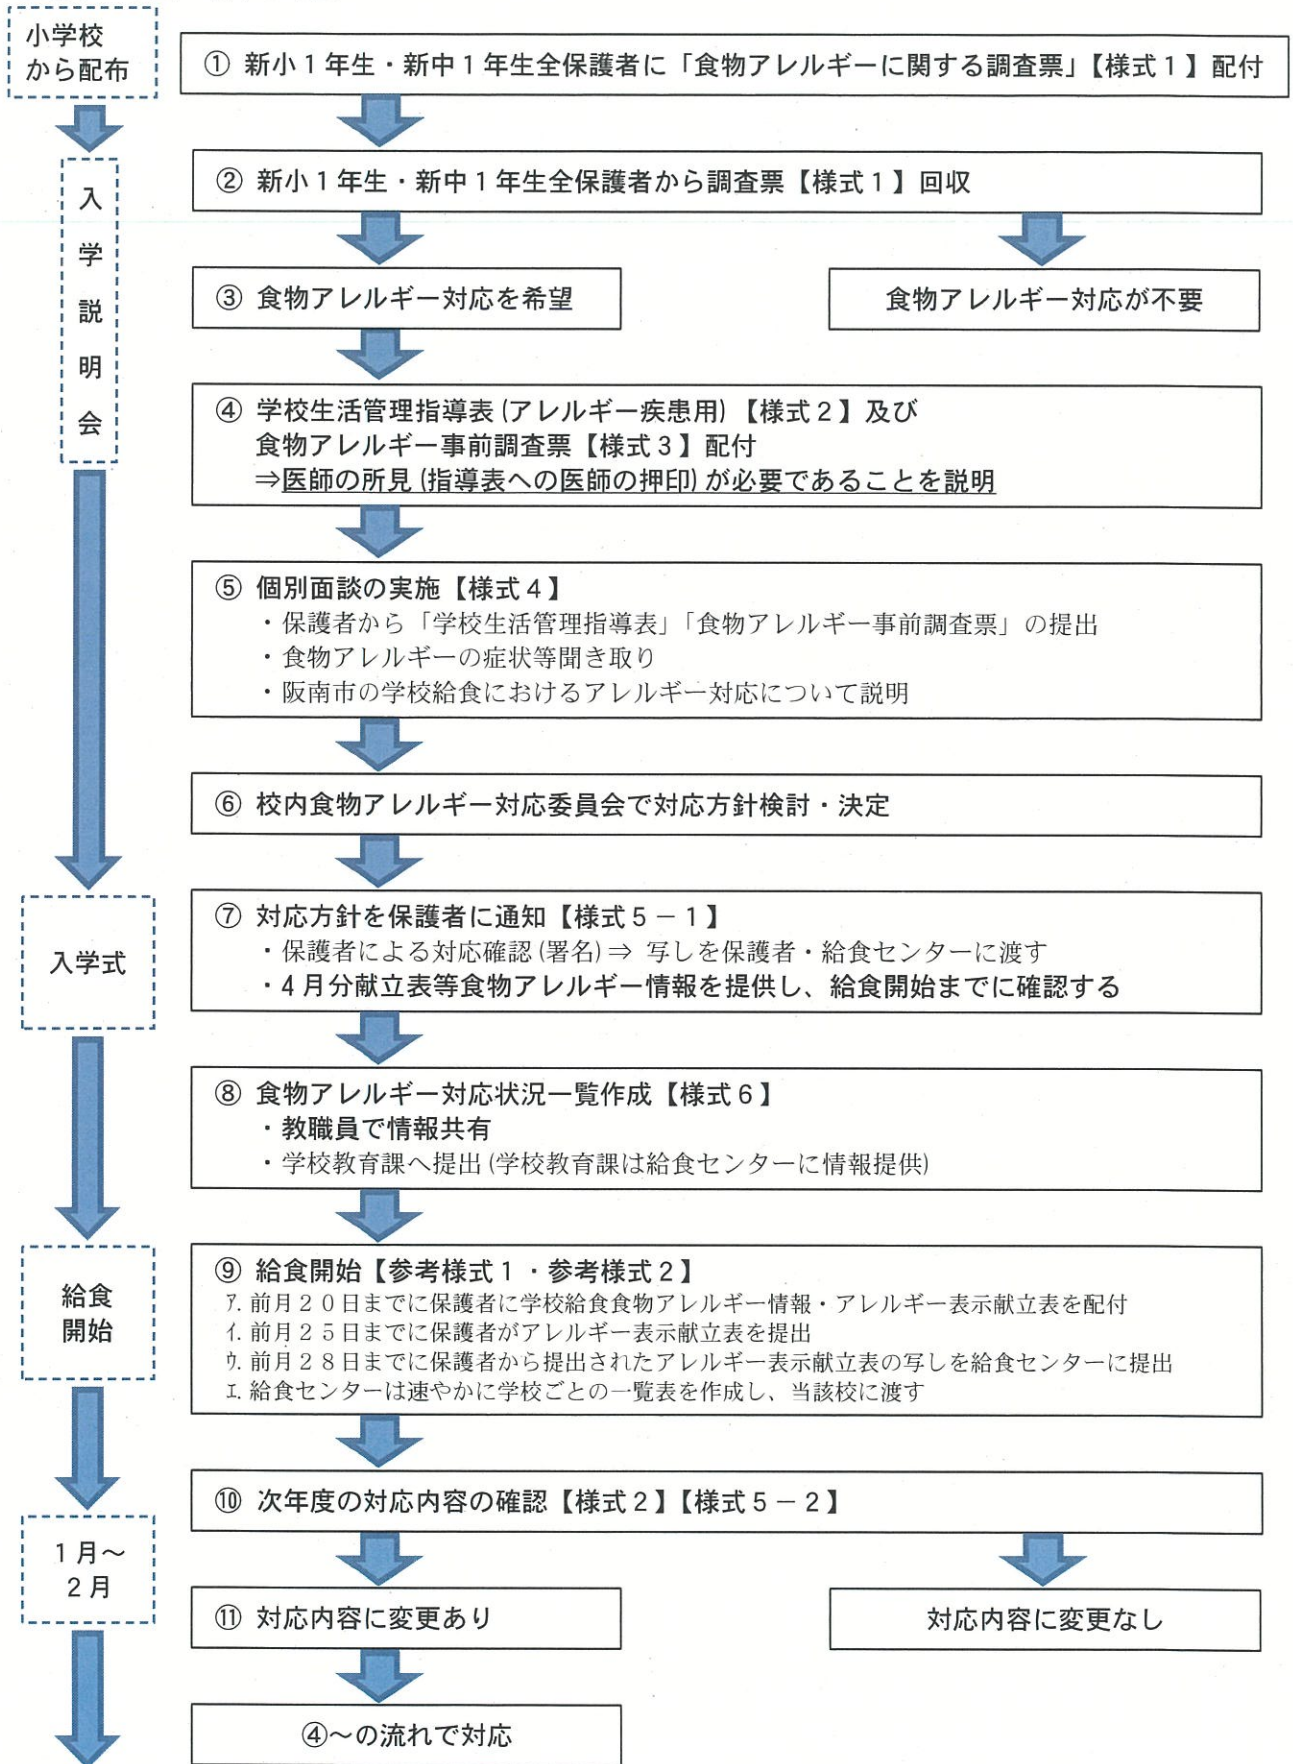 小学校
から配布
① 新小1年生・新中1年生全保護者に「食物アレルギーに関する調査票」【様式1】配付
入
学
説
明
会
② 新小1年生・新中1年生全保護者から調査票【様式1】回収
③ 食物アレルギー対応を希望
食物アレルギー対応が不要
④ 学校生活管理指導表(アレルギー疾患用)【様式2】及び
食物アレルギー事前調査票【様式3】配付
⇒医師の所見(指導表への医師の押印)が必要であることを説明
⑤ 個別面談の実施【様式4】
・保護者から「学校生活管理指導表」「食物アレルギー事前調査票」の提出
・食物アレルギーの症状等聞き取り
・阪南市の学校給食におけるアレルギー対応について説明
⑥ 校内食物アレルギー対応委員会で対応方針検討・決定
入学式
⑦ 対応方針を保護者に通知【様式5-1】
・保護者による対応確認(署名)⇒ 写しを保護者・給食センターに渡す
・4月分献立表等食物アレルギー情報を提供し、給食開始までに確認する
⑧ 食物アレルギー対応状況一覧作成【様式6】
・教職員で情報共有
・学校教育課へ提出(学校教育課は給食センターに情報提供)
給食
開始
⑨ 給食開始【参考様式1・参考様式2】
ｱ. 前月20日までに保護者に学校給食食物アレルギー情報・アレルギー表示献立表を配付
ｲ. 前月25日までに保護者がアレルギー表示献立表を提出
ｳ. 前月28日までに保護者から提出されたアレルギー表示献立表の写しを給食センターに提出
ｴ. 給食センターは速やかに学校ごとの一覧表を作成し、当該校に渡す
⑩ 次年度の対応内容の確認【様式2】【様式5-2】
1月~
2月
⑪ 対応内容に変更あり
対応内容に変更なし
④~の流れで対応